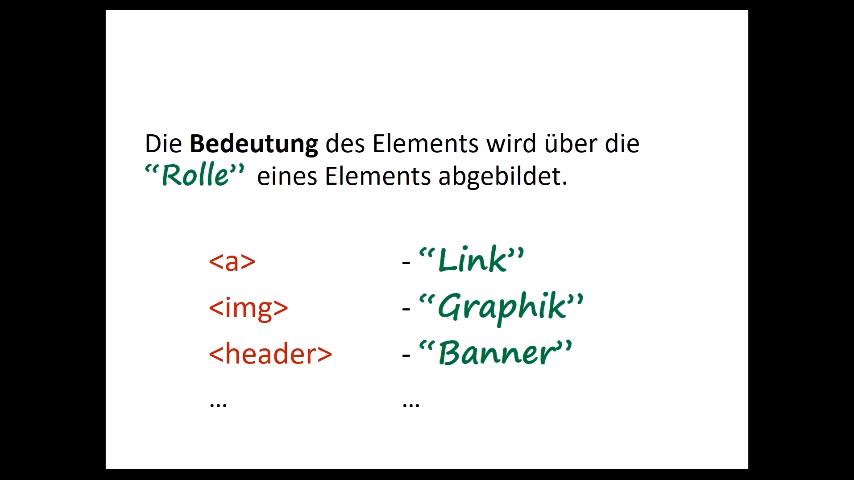 Die Bedeutung des Elements wird über die
“Rolle” eines Elements abgebildet.
<a> - “Link”
<img> - “Graphik”
<header> - “Banner”
... ...